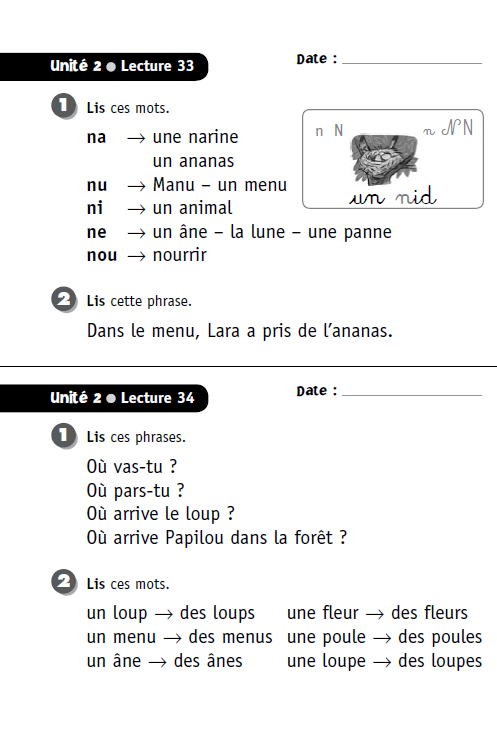 Unité 2 ● Lecture 33
Date : ____________________
1 Lis ces mots.
na → une narine
un ananas
nu → Manu – un menu
ni → un animal
ne → un âne – la lune – une panne
nou → nourrir
n N
n N N
un nid
2 Lis cette phrase.
Dans le menu, Lara a pris de l'ananas.
Unité 2 ● Lecture 34
Date : ____________________
1 Lis ces phrases.
Où vas-tu ?
Où pars-tu ?
Où arrive le loup ?
Où arrive Papilou dans la forêt ?
2 Lis ces mots.
un loup → des loups
un menu → des menus
un âne → des ânes
une fleur → des fleurs
une poule → des poules
une loupe → des loupes